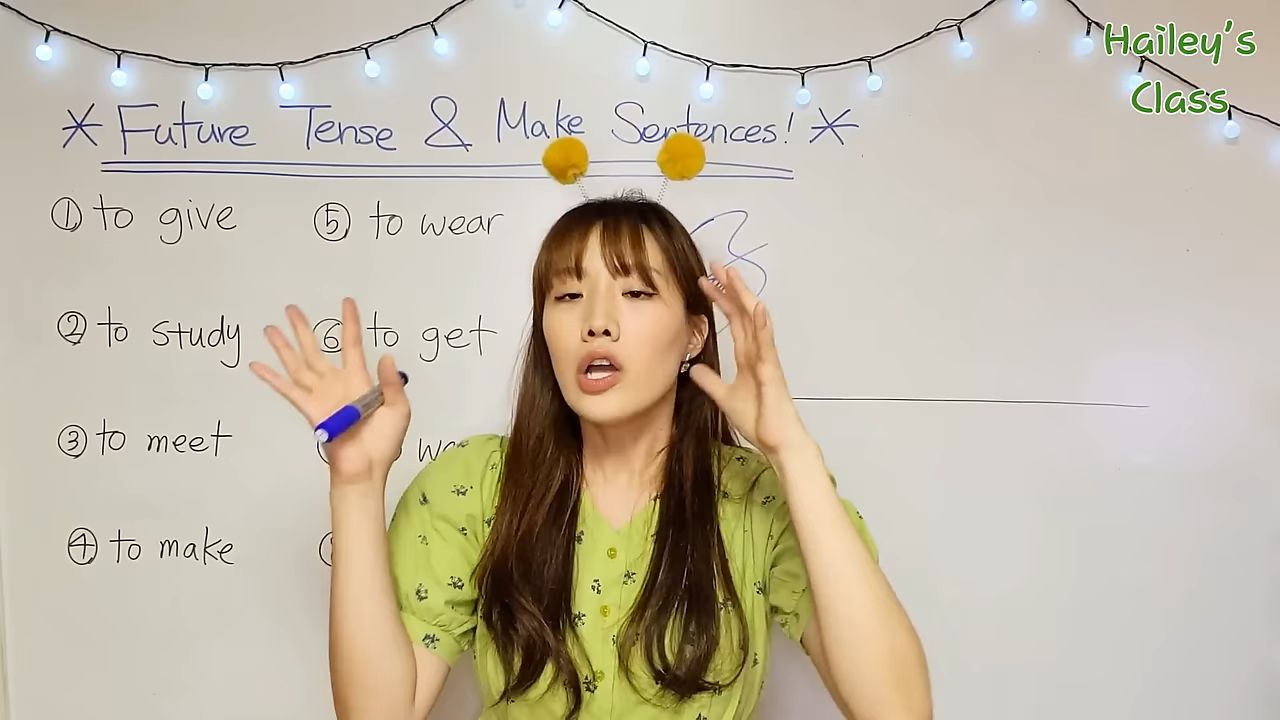 Hailey's
Class
* Future Tense & Make Sentences! *
① to give
⑤ to wear
② to study
⑥ to get
③ to meet
④ to make